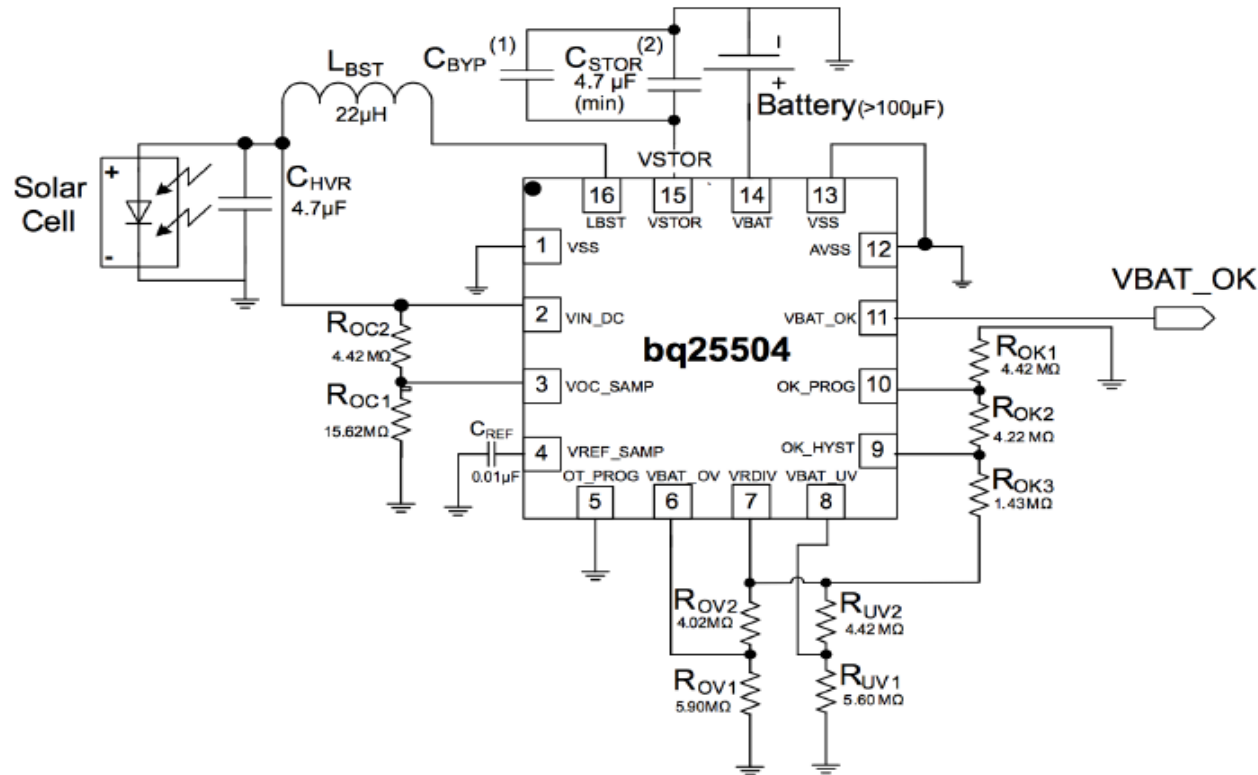 L_BST
22µH
C_BYP (1)
C_STOR (2)
4.7 µF
(min)
I
+
Battery(>100µF)
Solar
Cell
+
-
C_HVR
4.7µF
VSTOR
16
LBST
15
VSTOR
14
VBAT
13
VSS
1
VSS
2
VIN_DC
3
VOC_SAMP
4
VREF_SAMP
5
OT_PROG
6
VBAT_OV
7
VRDIV
8
VBAT_UV
9
OK_HYST
10
OK_PROG
11
VBAT_OK
12
AVSS
bq25504
VBAT_OK
R_OC2
4.42 MΩ
R_OC1
15.62MΩ
C_REF
0.01µF
R_OK1
4.42 MΩ
R_OK2
4.22 MΩ
R_OK3
1.43MΩ
R_OV2
4.02MΩ
R_OV1
5.90MΩ
R_UV2
4.42 MΩ
R_UV1
5.60 MΩ